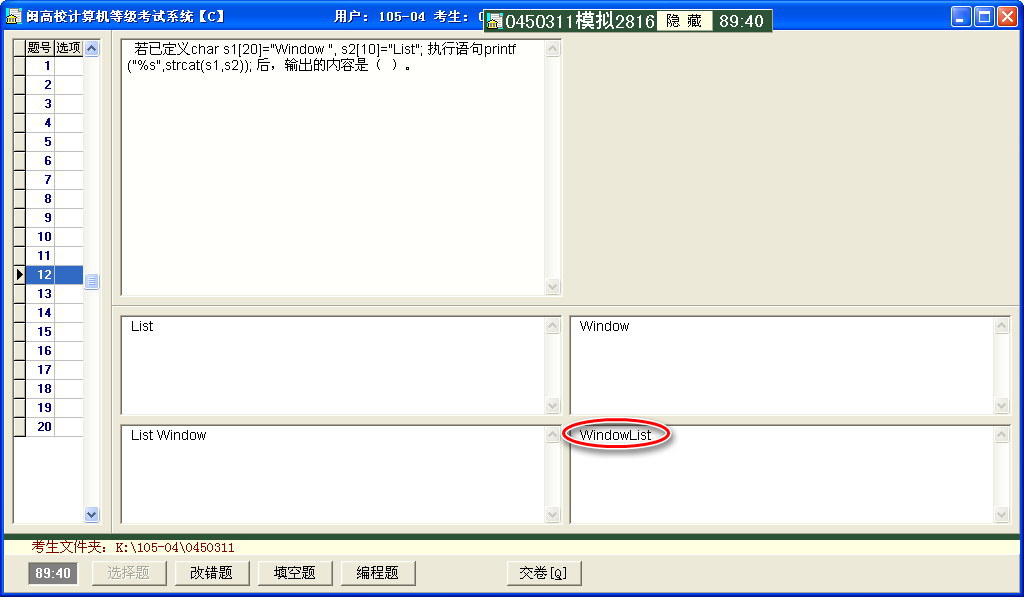 闽高校计算机等级考试系统【C】 用户: 105-04 考生:
0450311模拟2816 隐 藏 89:40
题号 选项
1
2
3
4
5
6
7
8
9
10
11
12
13
14
15
16
17
18
19
20
若已定义char s1[20]="Window ", s2[10]="List"; 执行语句printf
("%s",strcat(s1,s2)); 后，输出的内容是（ ）。
List
Window
List Window
WindowList
考生文件夹: K:\105-04\0450311
89:40 选择题 改错题 填空题 编程题 交卷[Q]